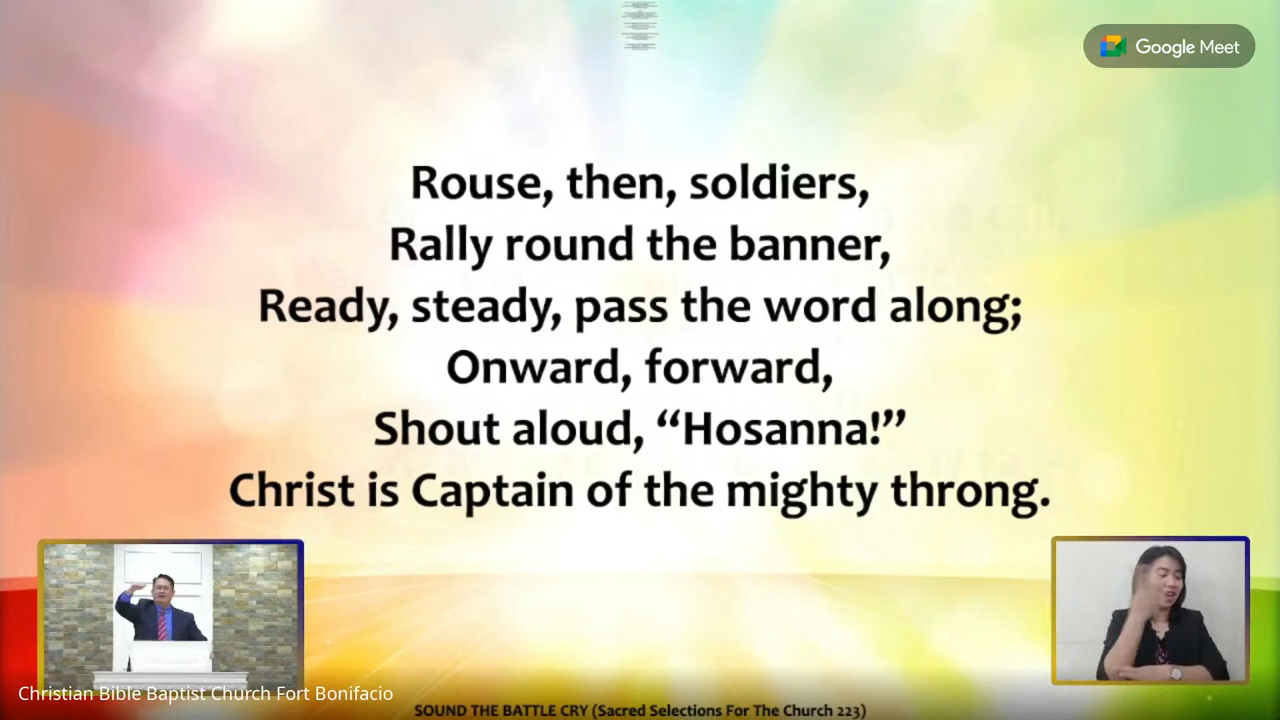 Google Meet
Rouse, then, soldiers,
Rally round the banner,
Ready, steady, pass the word along;
Onward, forward,
Shout aloud, “Hosanna!”
Christ is Captain of the mighty throng.
Christian Bible Baptist Church Fort Bonifacio
SOUND THE BATTLE CRY (Sacred Selections For The Church 223)